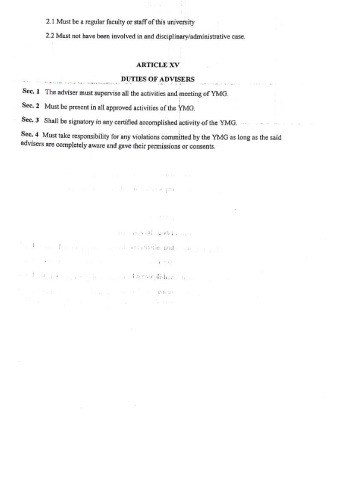 2.1 Must be a regular faculty or staff of this university
2.2 Must not have been involved in and disciplinary/administrative case.
ARTICLE XV
DUTIES OF ADVISERS
Sec. 1 The adviser must supervise all the activities and meeting of YMG.
Sec. 2 Must be present in all approved activities of the YMG.
Sec. 3 Shall be signatory in any certified accomplished activity of the YMG.
Sec. 4 Must take responsibility for any violations committed by the YMG as long as the said
advisers are completely aware and gave their permissions or consents.